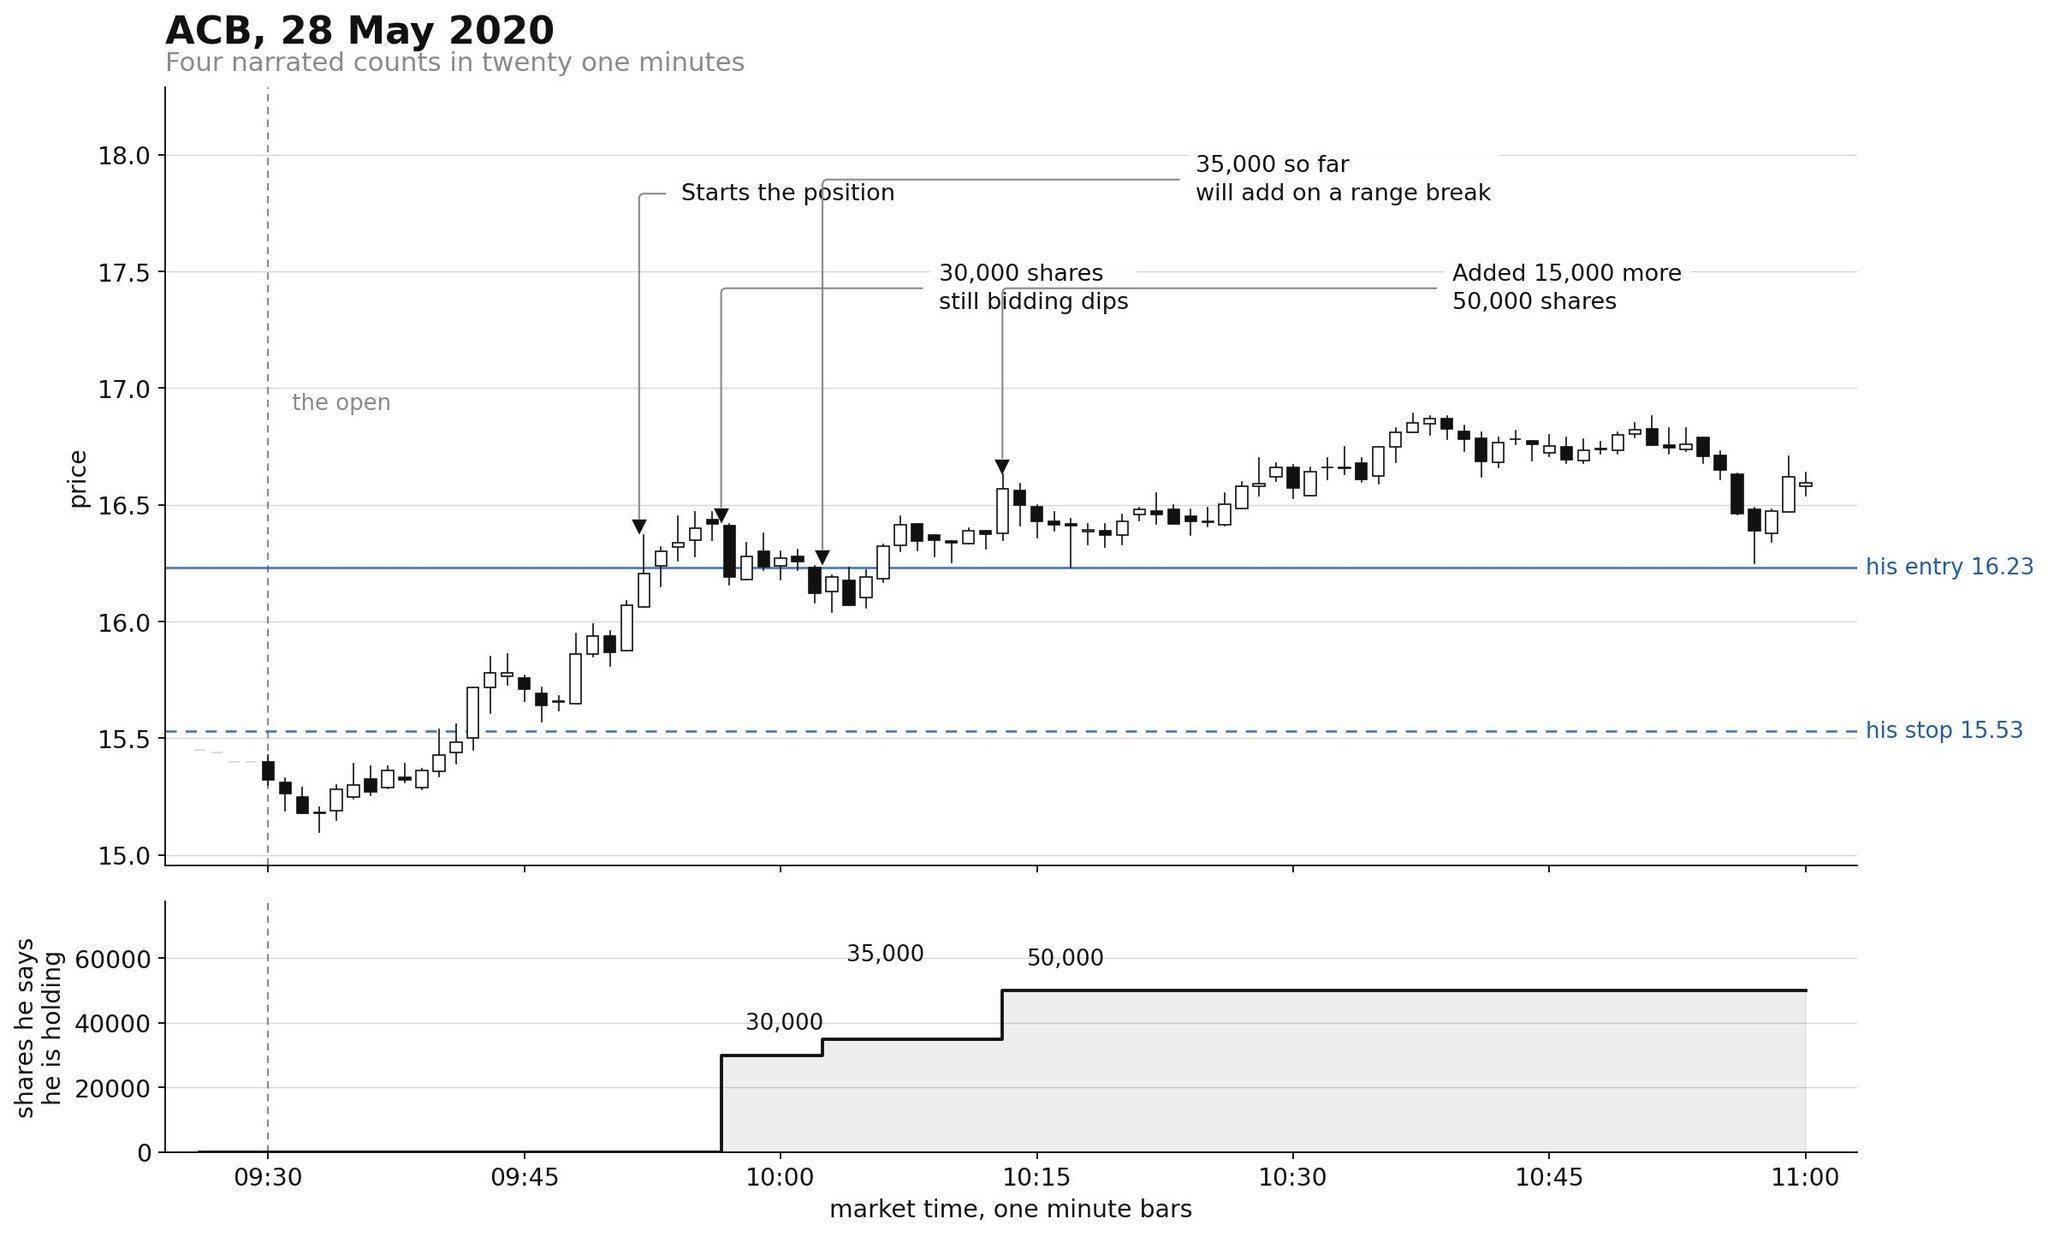 ACB, 28 May 2020
Four narrated counts in twenty one minutes
35,000 so far
will add on a range break
Starts the position
30,000 shares
still bidding dips
Added 15,000 more
50,000 shares
the open
price
18.0
17.5
17.0
16.5
16.0
15.5
15.0
his entry 16.23
his stop 15.53
shares he says
he is holding
60000
40000
20000
0
30,000
35,000
50,000
09:30
09:45
10:00
10:15
10:30
10:45
11:00
market time, one minute bars